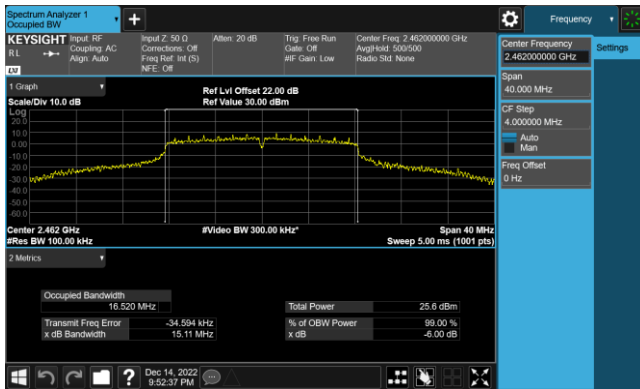 Spectrum Analyzer 1
Occupied BW
Frequency
KEYSIGHT
RL
Input: RF
Coupling: AC
Align: Auto
Input Z: 50 Ω
Corrections: Off
Freq Ref: Int (S)
NFE: Off
Atten: 20 dB
Trig: Free Run
Gate: Off
#IF Gain: Low
Center Freq: 2.462000000 GHz
Avg|Hold: 500/500
Radio Std: None
LXI
1 Graph
Scale/Div 10.0 dB
Ref Lvl Offset 22.00 dB
Ref Value 30.00 dBm
Log
20.0
10.0
0.00
-10.0
-20.0
-30.0
-40.0
-50.0
-60.0
Center 2.462 GHz
#Res BW 100.00 kHz
#Video BW 300.00 kHz*
Span 40 MHz
Sweep 5.00 ms (1001 pts)
2 Metrics
Occupied Bandwidth
16.520 MHz
Transmit Freq Error -34.594 kHz
x dB Bandwidth 15.11 MHz
Total Power 25.6 dBm
% of OBW Power 99.00 %
x dB -6.00 dB
Center Frequency
2.462000000 GHz
Settings
Span
40.000 MHz
CF Step
4.000000 MHz
Auto
Man
Freq Offset
0 Hz
?
Dec 14, 2022
9:52:37 PM